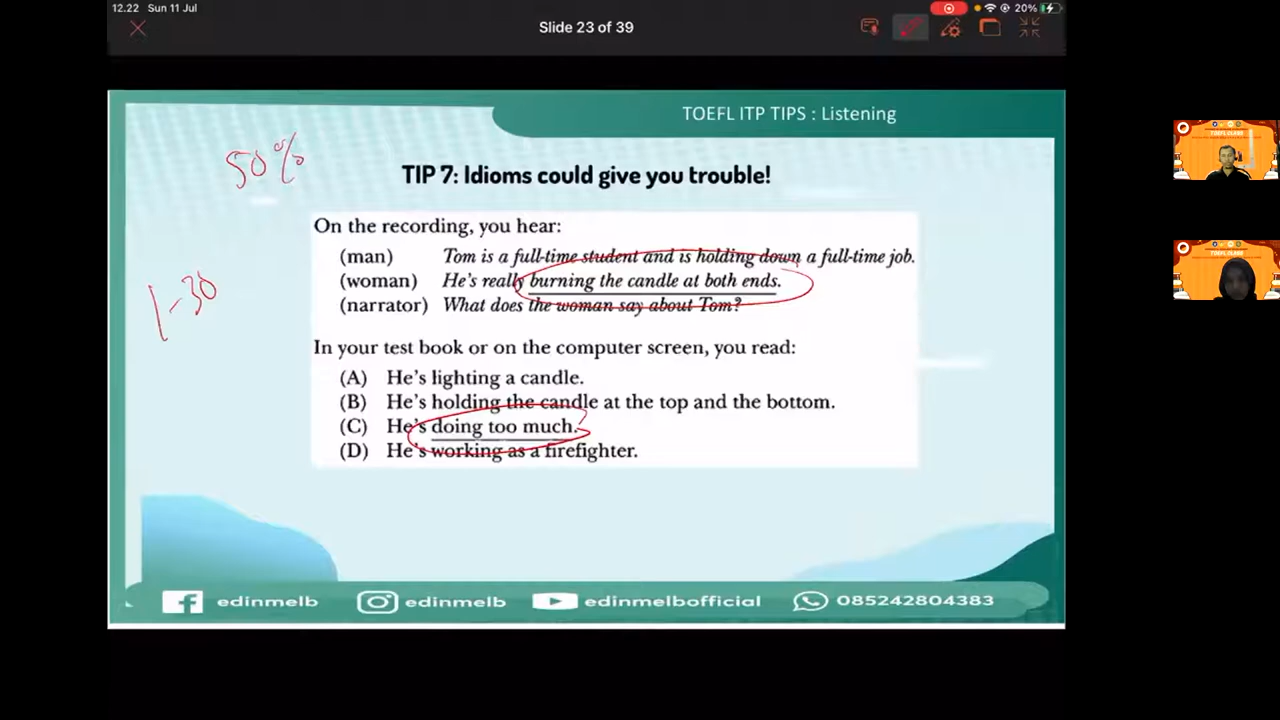 12.22 Sun 11 Jul
20%
Slide 23 of 39
TOEFL ITP TIPS : Listening
50%
TIP 7: Idioms could give you trouble!
On the recording, you hear:
(man) Tom is a full-time student and is holding down a full-time job.
(woman) He's really burning the candle at both ends.
(narrator) What does the woman say about Tom?
1-30
In your test book or on the computer screen, you read:
(A) He's lighting a candle.
(B) He's holding the candle at the top and the bottom.
(C) He's doing too much.
(D) He's working as a firefighter.
edinmelb
edinmelb
edinmelbofficial
085242804383